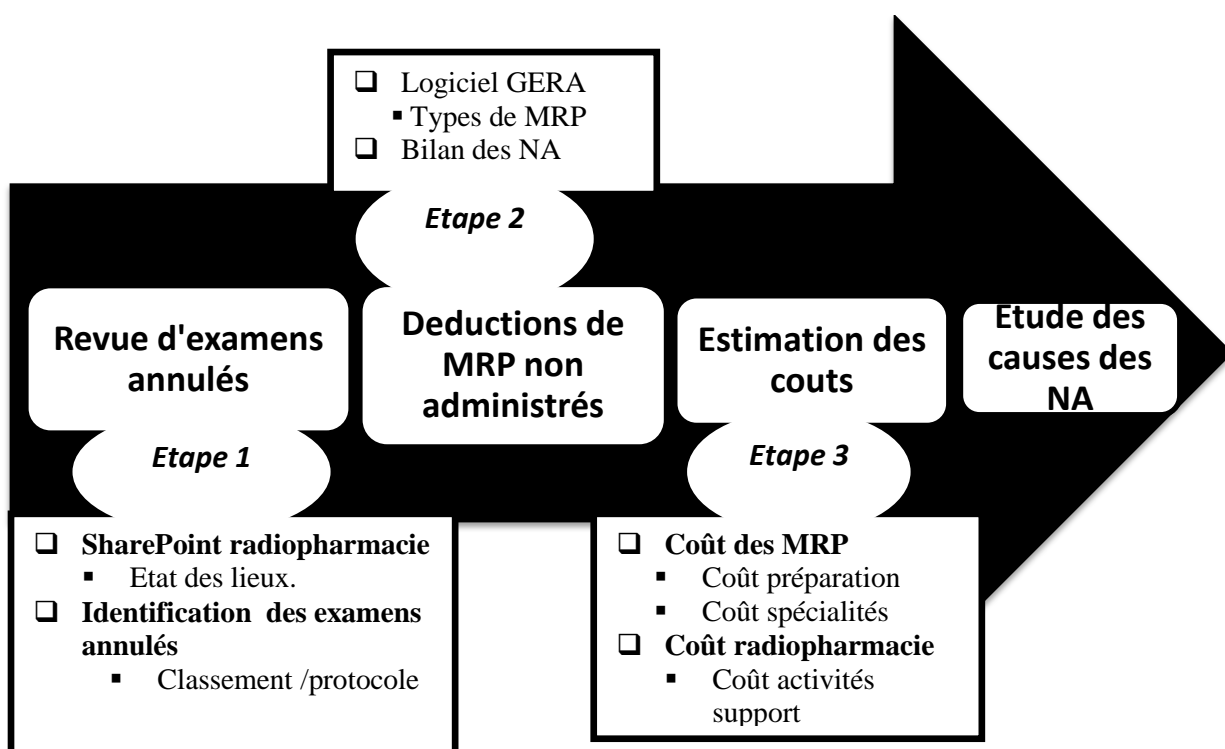 ❑ Logiciel GERA
▪ Types de MRP
❑ Bilan des NA
Etape 2
Revue d'examens
annulés
Deductions de
MRP non
administrés
Estimation des
couts
Etude des
causes des
NA
Etape 1
Etape 3
❑ SharePoint radiopharmacie
▪ Etat des lieux.
❑ Identification des examens
annulés
▪ Classement /protocole
❑ Coût des MRP
▪ Coût préparation
▪ Coût spécialités
❑ Coût radiopharmacie
▪ Coût activités
support